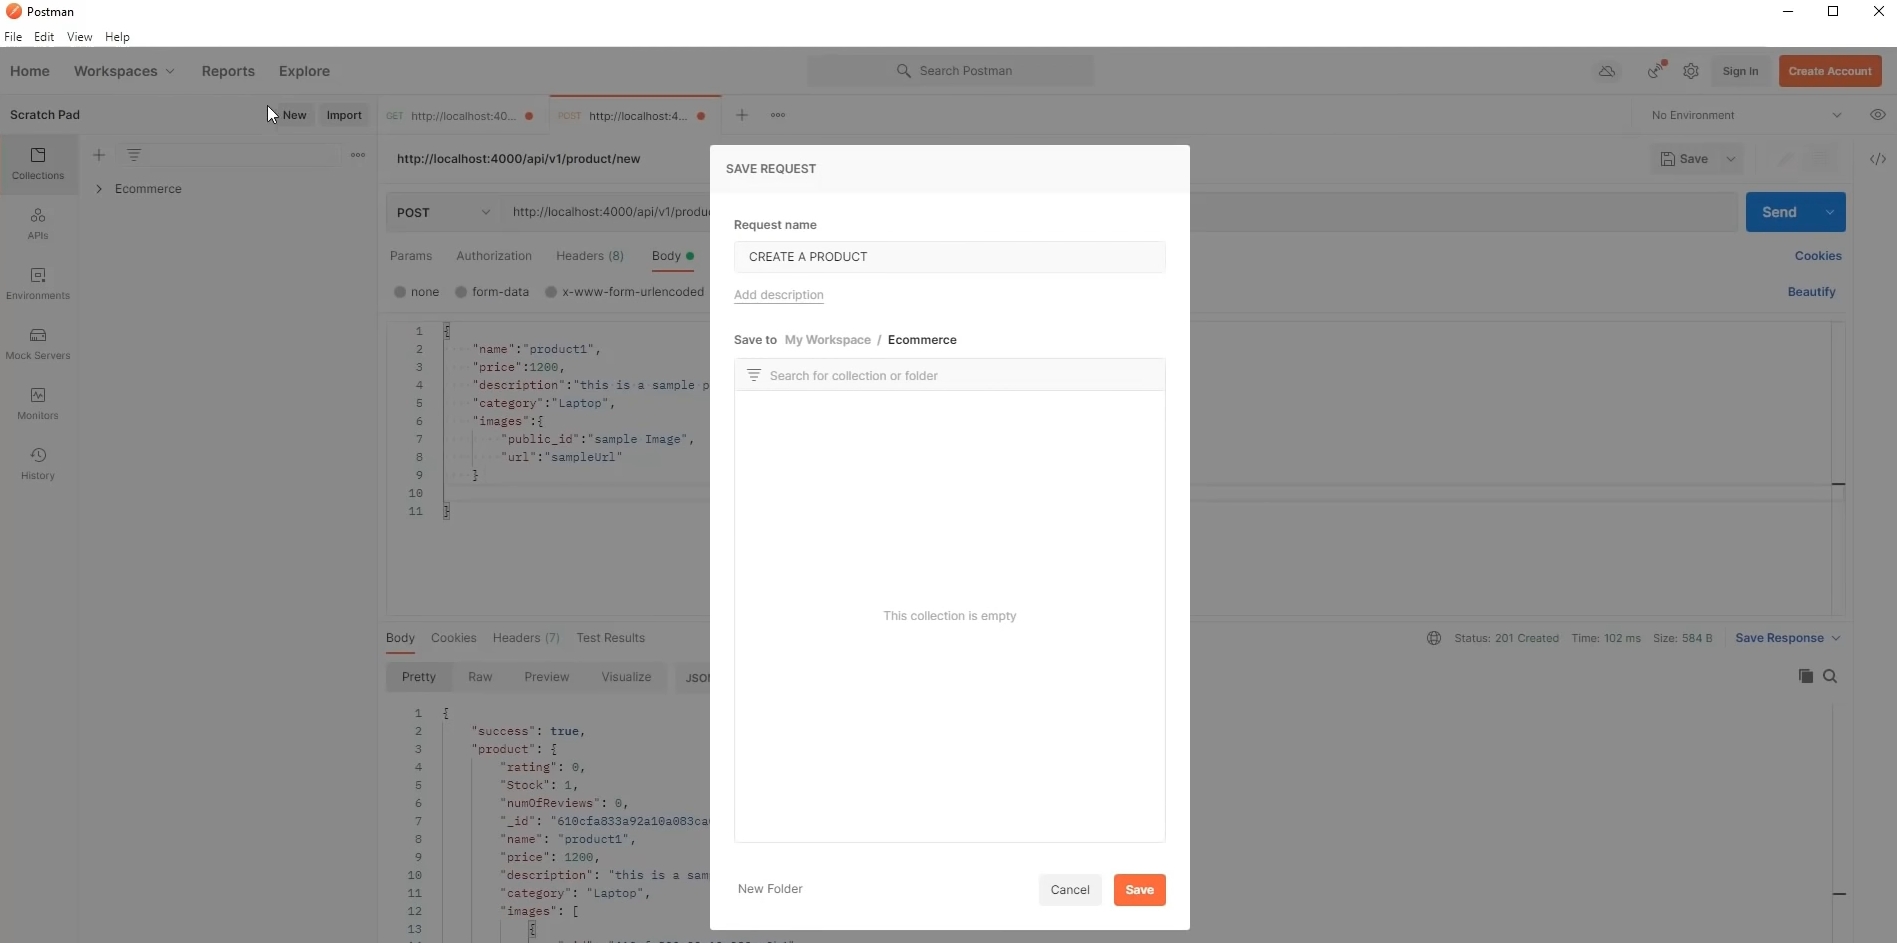 Postman
File Edit View Help
Home Workspaces Reports Explore Search Postman Sign In Create Account
Scratch Pad New Import GET http://localhost:40... POST http://localhost:4... No Environment
Collections
APIs
Environments
Mock Servers
Monitors
History
Ecommerce
http://localhost:4000/api/v1/product/new Save
POST http://localhost:4000/api/v1/produ Send
Params Authorization Headers (8) Body Cookies
none form-data x-www-form-urlencoded Beautify
1 {
2 "name":"product1",
3 "price":1200,
4 "description":"this is a sample p
5 "category":"Laptop",
6 "images":{
7 "public_id":"sample Image",
8 "url":"sampleUrl"
9 }
10
11 }
Body Cookies Headers (7) Test Results Status: 201 Created Time: 102 ms Size: 584 B Save Response
Pretty Raw Preview Visualize JSO
1 {
2 "success": true,
3 "product": {
4 "rating": 0,
5 "Stock": 1,
6 "numOfReviews": 0,
7 "_id": "610cfa833a92a10a083ca
8 "name": "product1",
9 "price": 1200,
10 "description": "this is a sam
11 "category": "Laptop",
12 "images": [
13 {
SAVE REQUEST
Request name
CREATE A PRODUCT
Add description
Save to My Workspace / Ecommerce
Search for collection or folder
This collection is empty
New Folder Cancel Save